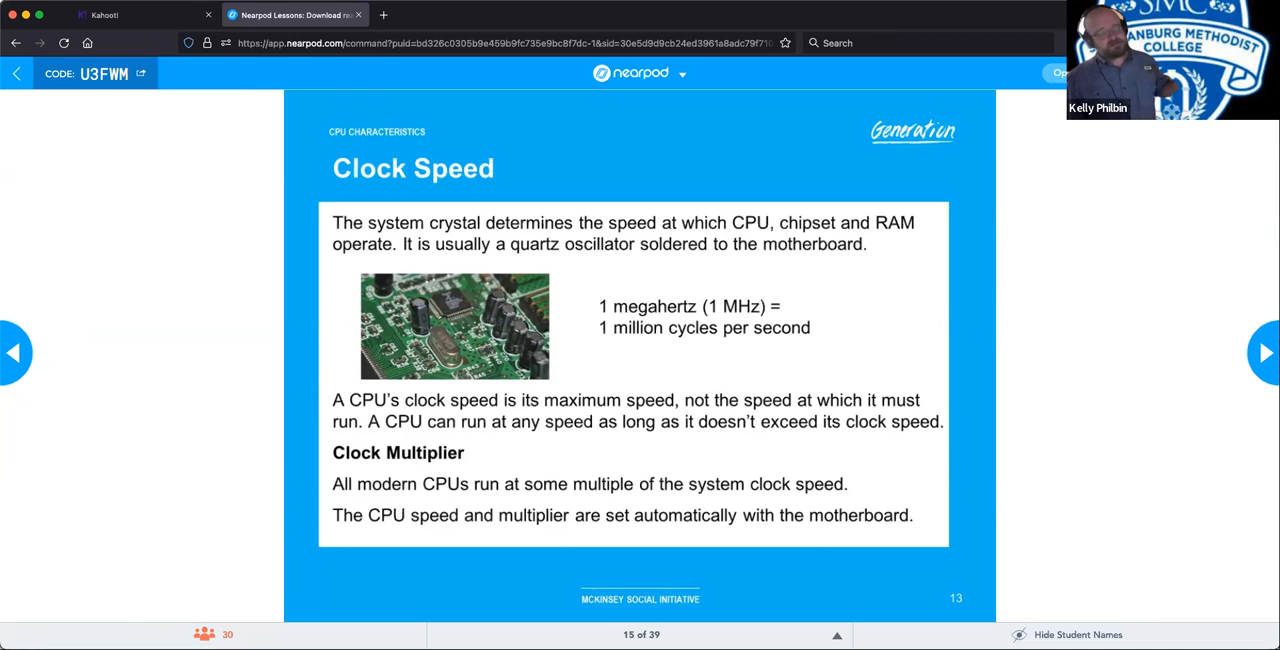 Kahoot!
Nearpod Lessons: Download rea
https://app.nearpod.com/command?puid=bd326c0305b9e459b9fc735e9bc8f7dc-1&sid=30e5d9d9cb24ed3961a8adc79f710
Search
CODE: U3FWM
nearpod
Op
SMC
ANBURG METHODIST
COLLEGE
Kelly Philbin
CPU CHARACTERISTICS
Generation
Clock Speed
The system crystal determines the speed at which CPU, chipset and RAM
operate. It is usually a quartz oscillator soldered to the motherboard.
1 megahertz (1 MHz) =
1 million cycles per second
A CPU's clock speed is its maximum speed, not the speed at which it must
run. A CPU can run at any speed as long as it doesn't exceed its clock speed.
Clock Multiplier
All modern CPUs run at some multiple of the system clock speed.
The CPU speed and multiplier are set automatically with the motherboard.
MCKINSEY SOCIAL INITIATIVE
13
30
15 of 39
Hide Student Names